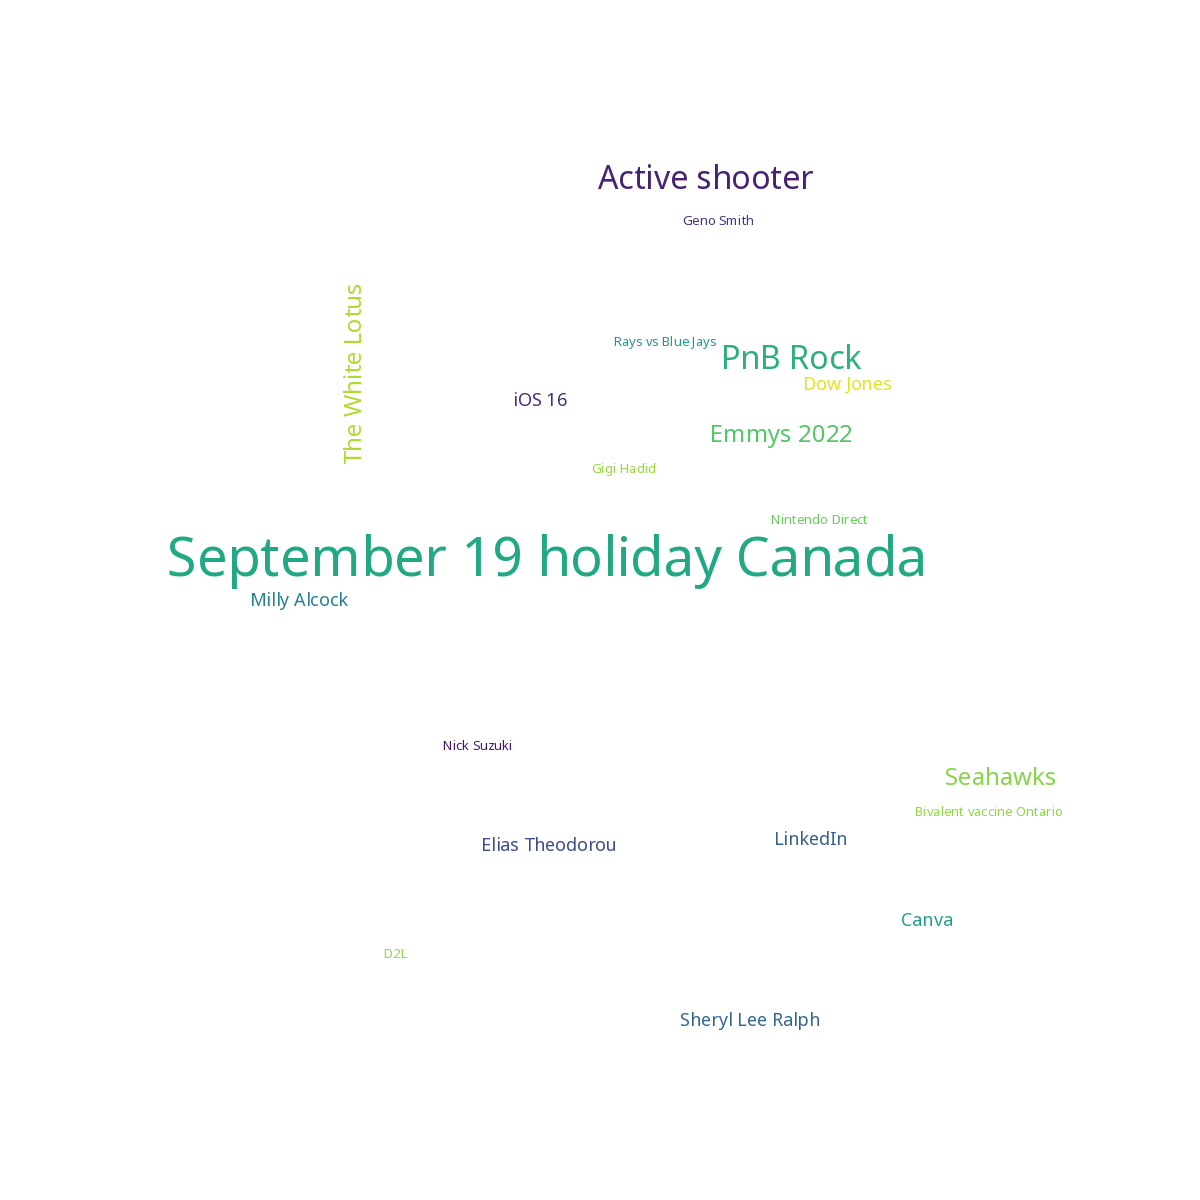 Active shooter
Geno Smith
The White Lotus
Rays vs Blue Jays
PnB Rock
Dow Jones
iOS 16
Emmys 2022
Gigi Hadid
Nintendo Direct
September 19 holiday Canada
Milly Alcock
Nick Suzuki
Seahawks
Bivalent vaccine Ontario
Elias Theodorou
LinkedIn
Canva
D2L
Sheryl Lee Ralph